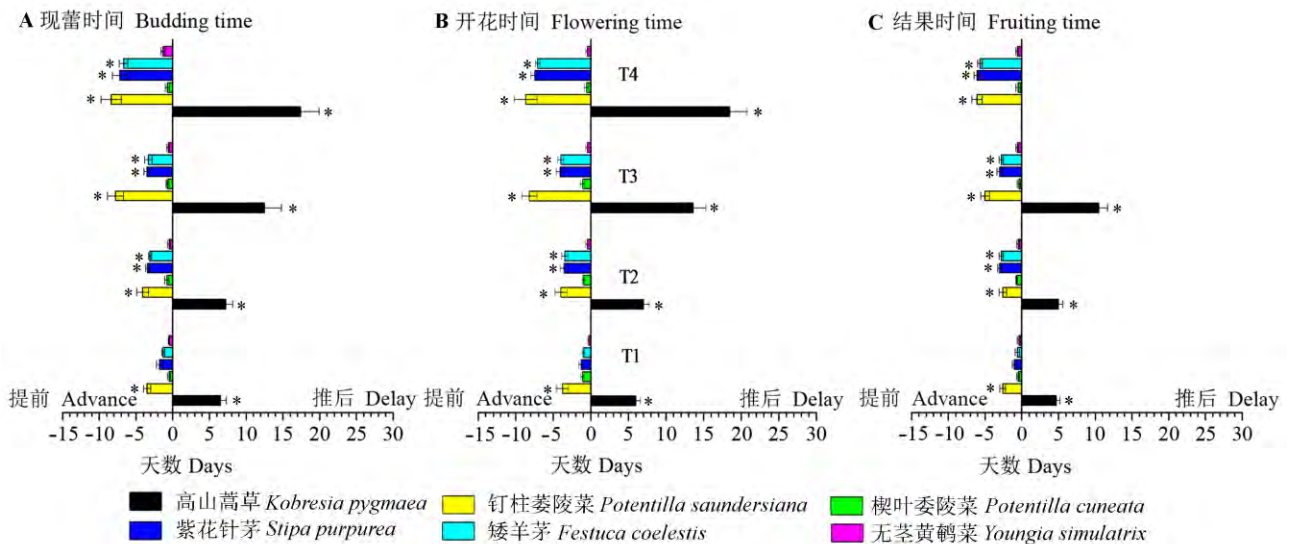 A 现蕾时间 Budding time
B 开花时间 Flowering time
C 结果时间 Fruiting time
* * * * T4 * * * * * * *
* * * * T3 * * * * * * * *
* * * * T2 * * * * * * * *
* * T1 * * * *
提前 Advance 推后 Delay
提前 Advance 推后 Delay
提前 Advance 推后 Delay
-15 -10 -5 0 5 10 15 20 25 30
-15 -10 -5 0 5 10 15 20 25 30
-15 -10 -5 0 5 10 15 20 25 30
天数 Days
天数 Days
天数 Days
高山蒿草 Kobresia pygmaea
钉柱萎陵菜 Potentilla saundersiana
楔叶委陵菜 Potentilla cuneata
紫花针茅 Stipa purpurea
矮羊茅 Festuca coelestis
无茎黄鹌菜 Youngia simulatrix